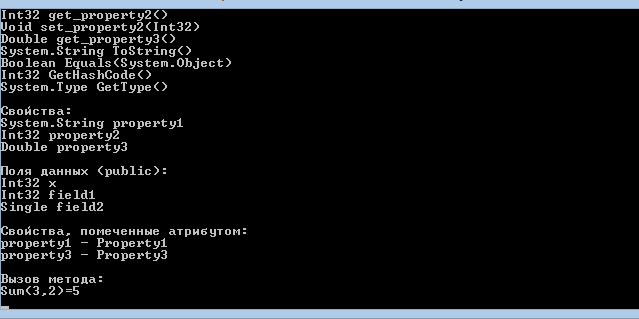 Int32 get_property2()
Void set_property2(Int32)
Double get_property3()
System.String ToString()
Boolean Equals(System.Object)
Int32 GetHashCode()
System.Type GetType()
Свойства:
System.String property1
Int32 property2
Double property3
Поля данных (public):
Int32 x
Int32 field1
Single field2
Свойства, помеченные атрибутом:
property1 - Property1
property3 - Property3
Вызов метода:
Sum(3,2)=5